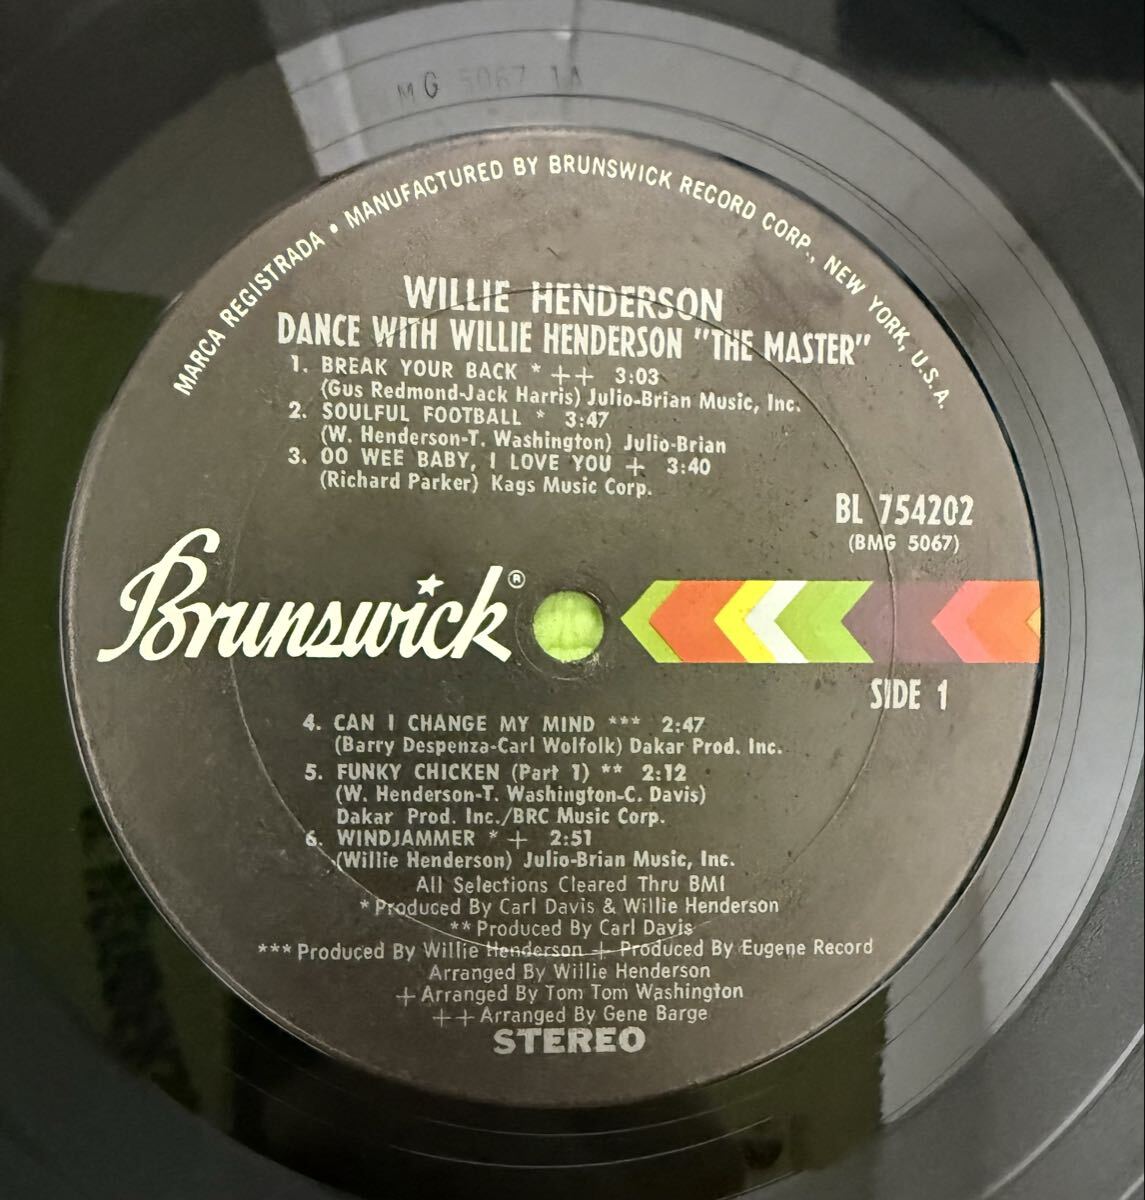 MG 5067 1A
MARCA REGISTRADA • MANUFACTURED BY BRUNSWICK RECORD CORP., NEW YORK, U.S.A.
WILLIE HENDERSON
DANCE WITH WILLIE HENDERSON "THE MASTER"
1. BREAK YOUR BACK * ++ 3:03
(Gus Redmond-Jack Harris) Julio-Brian Music, Inc.
2. SOULFUL FOOTBALL * 3:47
(W. Henderson-T. Washington) Julio-Brian
3. OO WEE BABY, I LOVE YOU + 3:40
(Richard Parker) Kags Music Corp.
BL 754202
(BMG 5067)
Brunswick®
SIDE 1
4. CAN I CHANGE MY MIND *** 2:47
(Barry Despenza-Carl Wolfolk) Dakar Prod. Inc.
5. FUNKY CHICKEN (Part 1) ** 2:12
(W. Henderson-T. Washington-C. Davis)
Dakar Prod. Inc./BRC Music Corp.
6. WINDJAMMER * + 2:51
(Willie Henderson) Julio-Brian Music, Inc.
All Selections Cleared Thru BMI
* Produced By Carl Davis & Willie Henderson
** Produced By Carl Davis
*** Produced By Willie Henderson + Produced By Eugene Record
Arranged By Willie Henderson
+ Arranged By Tom Tom Washington
++ Arranged By Gene Barge
STEREO